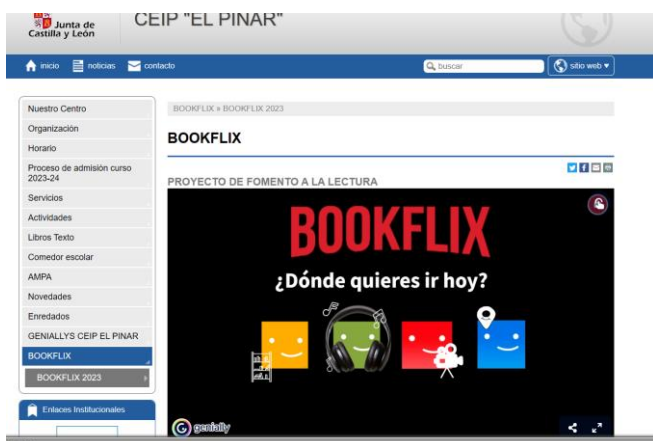 Junta de
Castilla y León
CEIP "EL PINAR"
inicio
noticias
contacto
buscar
sitio web ▾
Nuestro Centro
Organización
Horario
Proceso de admisión curso
2023-24
Servicios
Actividades
Libros Texto
Comedor escolar
AMPA
Novedades
Enredados
GENIALLYS CEIP EL PINAR
BOOKFLIX
BOOKFLIX 2023
Enlaces Institucionales
BOOKFLIX » BOOKFLIX 2023
BOOKFLIX
PROYECTO DE FOMENTO A LA LECTURA
BOOKFLIX
¿Dónde quieres ir hoy?
genially